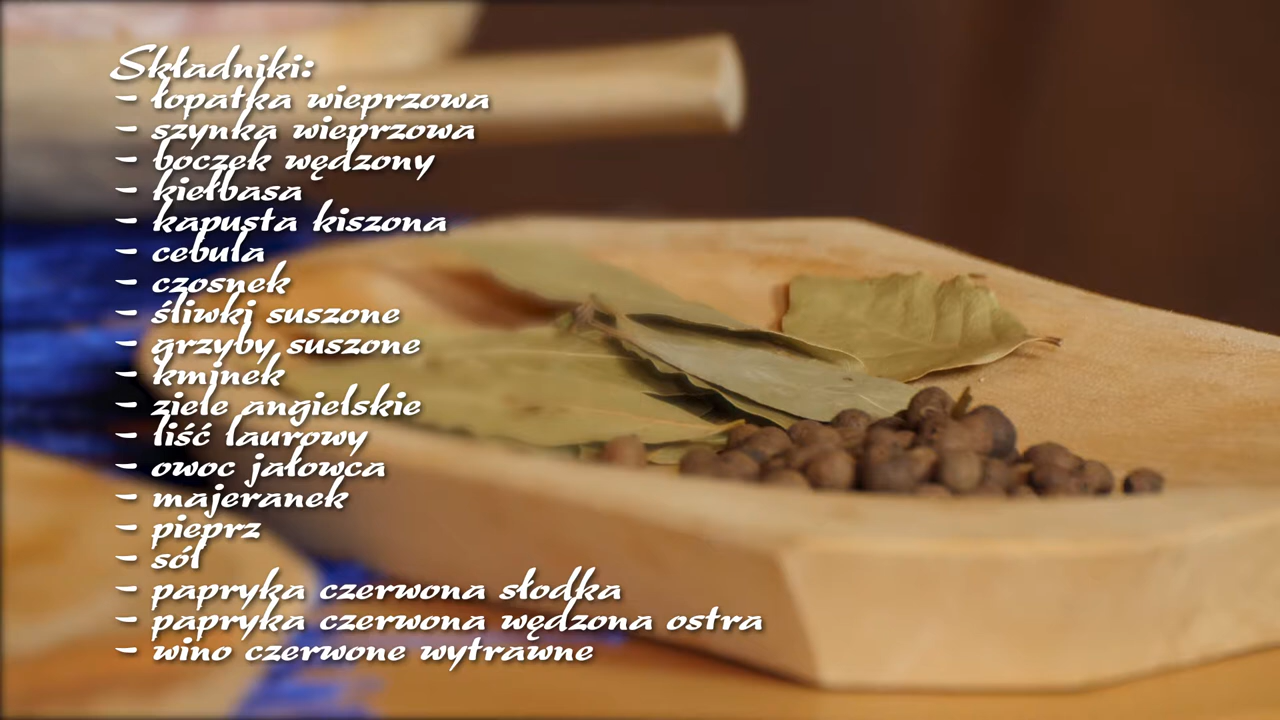 Składniki:
- łopatka wieprzowa
- szynka wieprzowa
- boczek wędzony
- kiełbasa
- kapusta kiszona
- cebula
- czosnek
- śliwki suszone
- grzyby suszone
- kminek
- ziele angielskie
- liść laurowy
- owoc jałowca
- majeranek
- pieprz
- sól
- papryka czerwona słodka
- papryka czerwona wędzona ostra
- wino czerwone wytrawne